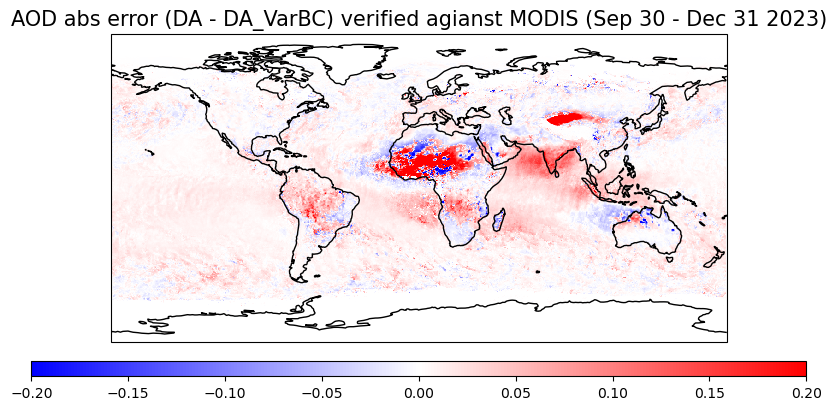 AOD abs error (DA - DA_VarBC) verified agianst MODIS (Sep 30 - Dec 31 2023)
−0.20 −0.15 −0.10 −0.05 0.00 0.05 0.10 0.15 0.20